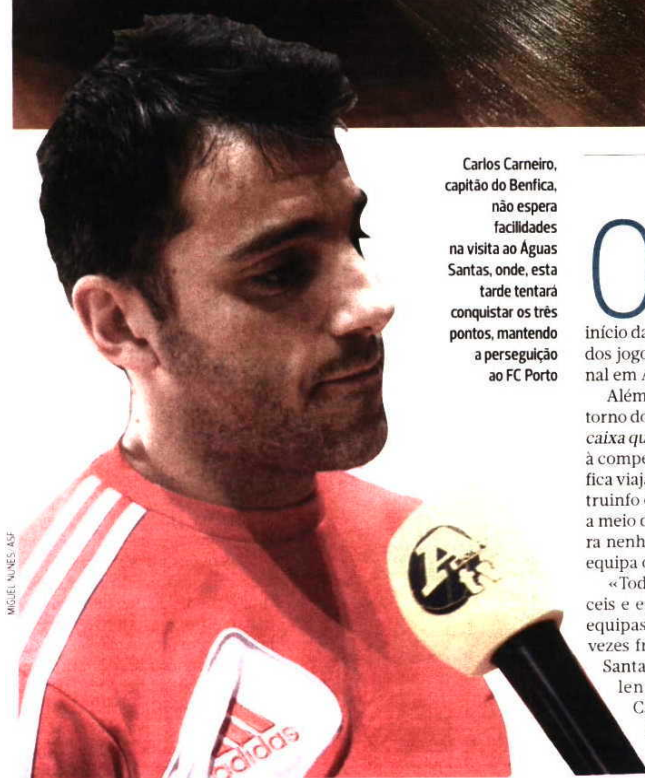 Carlos Carneiro,
capitão do Benfica,
não espera
facilidades
na visita ao Águas
Santas, onde, esta
tarde tentará
conquistar os três
pontos, mantendo
a perseguição
ao FC Porto
O
início da
dos jogo
nal em A
Além
torno do
caixa qu
à compe
fica viaj
truinfo
a meio d
ra nenh
equipa
«Tod
ceis e e
equipas
vezes fr
Santa
len
C
MIGUEL NUNES/ASF
adidas